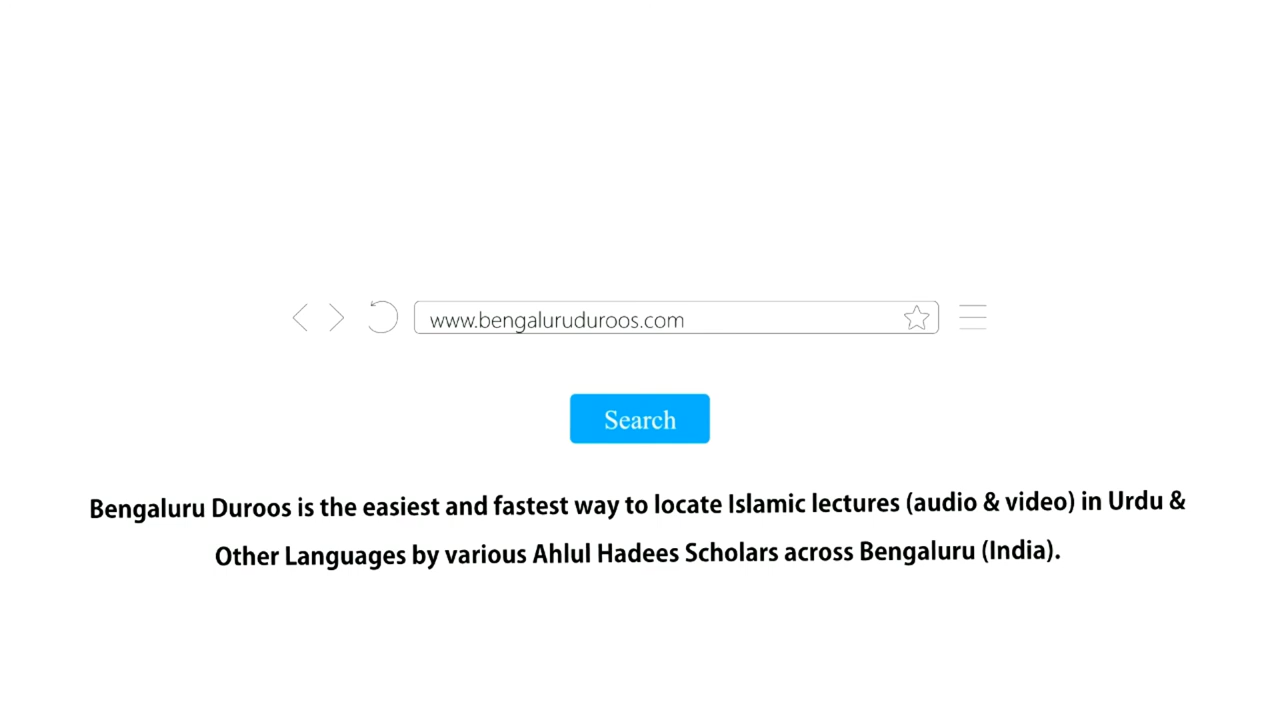 www.bengaluruduroos.com
Search
Bengaluru Duroos is the easiest and fastest way to locate Islamic lectures (audio & video) in Urdu &
Other Languages by various Ahlul Hadees Scholars across Bengaluru (India).